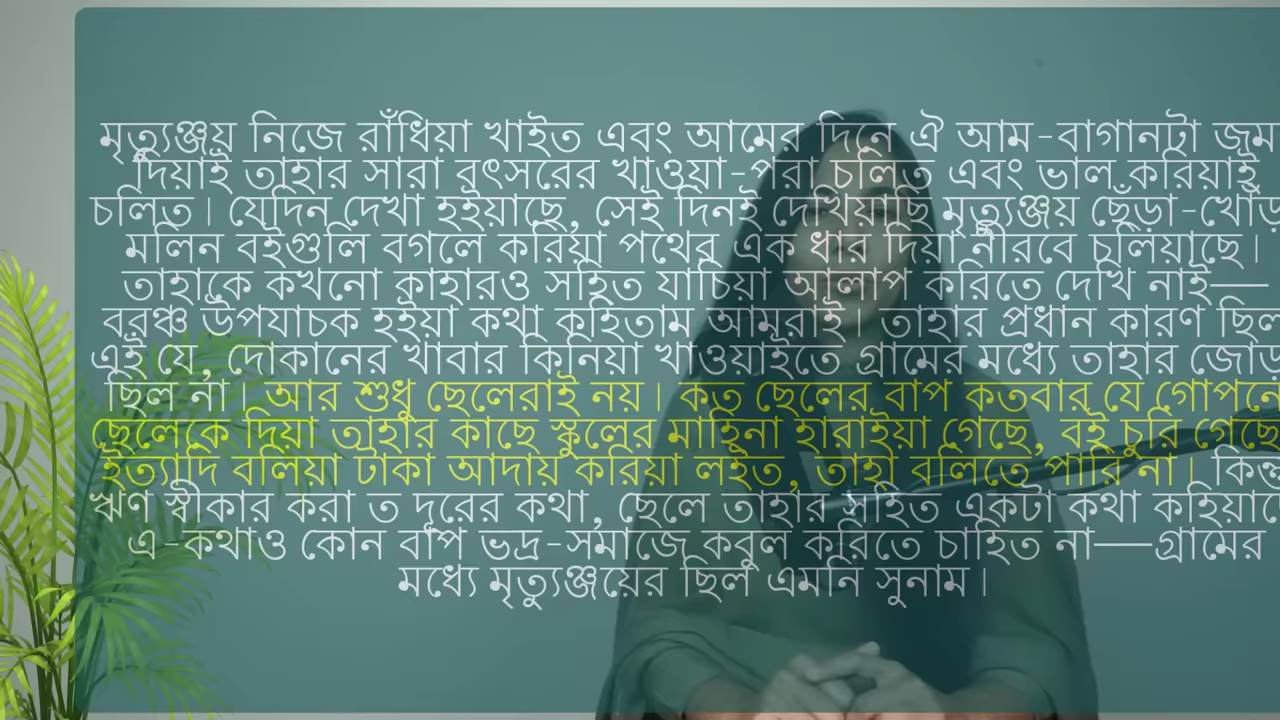 মৃত্যুঞ্জয় নিজে রাঁধিয়া খাইত এবং আমের দিনে ঐ আম-বাগানটা জমা
দিয়াই তাহার সারা বৎসরের খাওয়া-পরা চলিত এবং ভাল করিয়াই
চলিত। যেদিন দেখা হইয়াছে, সেই দিনই দেখিয়াছি মৃত্যুঞ্জয় ছেঁড়া-খোঁড়া
মলিন বইগুলি বগলে করিয়া পথের এক ধার দিয়া নীরবে চলিয়াছে।
তাহাকে কখনো কাহারও সহিত যাচিয়া আলাপ করিতে দেখি নাই—
বরঞ্চ উপযাচক হইয়া কথা কহিতাম আমরাই। তাহার প্রধান কারণ ছিল
এই যে, দোকানের খাবার কিনিয়া খাওয়াইতে গ্রামের মধ্যে তাহার জোড়া
ছিল না। আর শুধু ছেলেরাই নয়। কত ছেলের বাপ কতবার যে গোপনে
ছেলেকে দিয়া তাহার কাছে স্কুলের মাহিনা হারাইয়া গেছে, বই চুরি গেছে
ইত্যাদি বলিয়া টাকা আদায় করিয়া লইত, তাহা বলিতে পারি না। কিন্তু
ঋণ স্বীকার করা ত দূরের কথা, ছেলে তাহার সহিত একটা কথা কহিয়াছে
এ-কথাও কোন বাপ ভদ্র-সমাজে কবুল করিতে চাহিত না—গ্রামের
মধ্যে মৃত্যুঞ্জয়ের ছিল এমনি সুনাম।